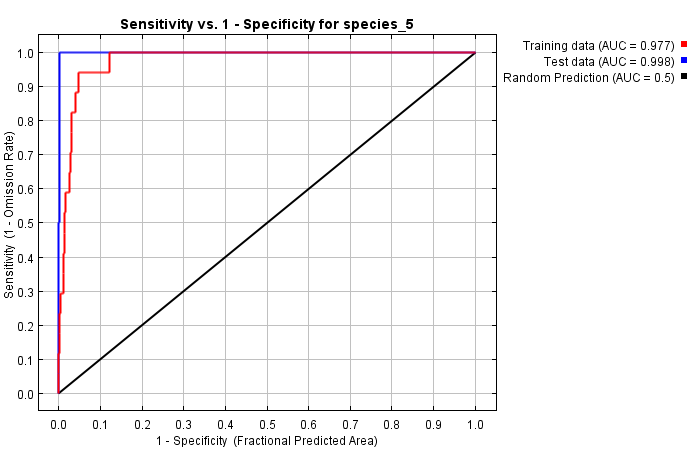 Sensitivity vs. 1 - Specificity for species_5
Training data (AUC = 0.977)
Test data (AUC = 0.998)
Random Prediction (AUC = 0.5)
Sensitivity (1 - Omission Rate)
1.0
0.9
0.8
0.7
0.6
0.5
0.4
0.3
0.2
0.1
0.0
0.0 0.1 0.2 0.3 0.4 0.5 0.6 0.7 0.8 0.9 1.0
1 - Specificity (Fractional Predicted Area)